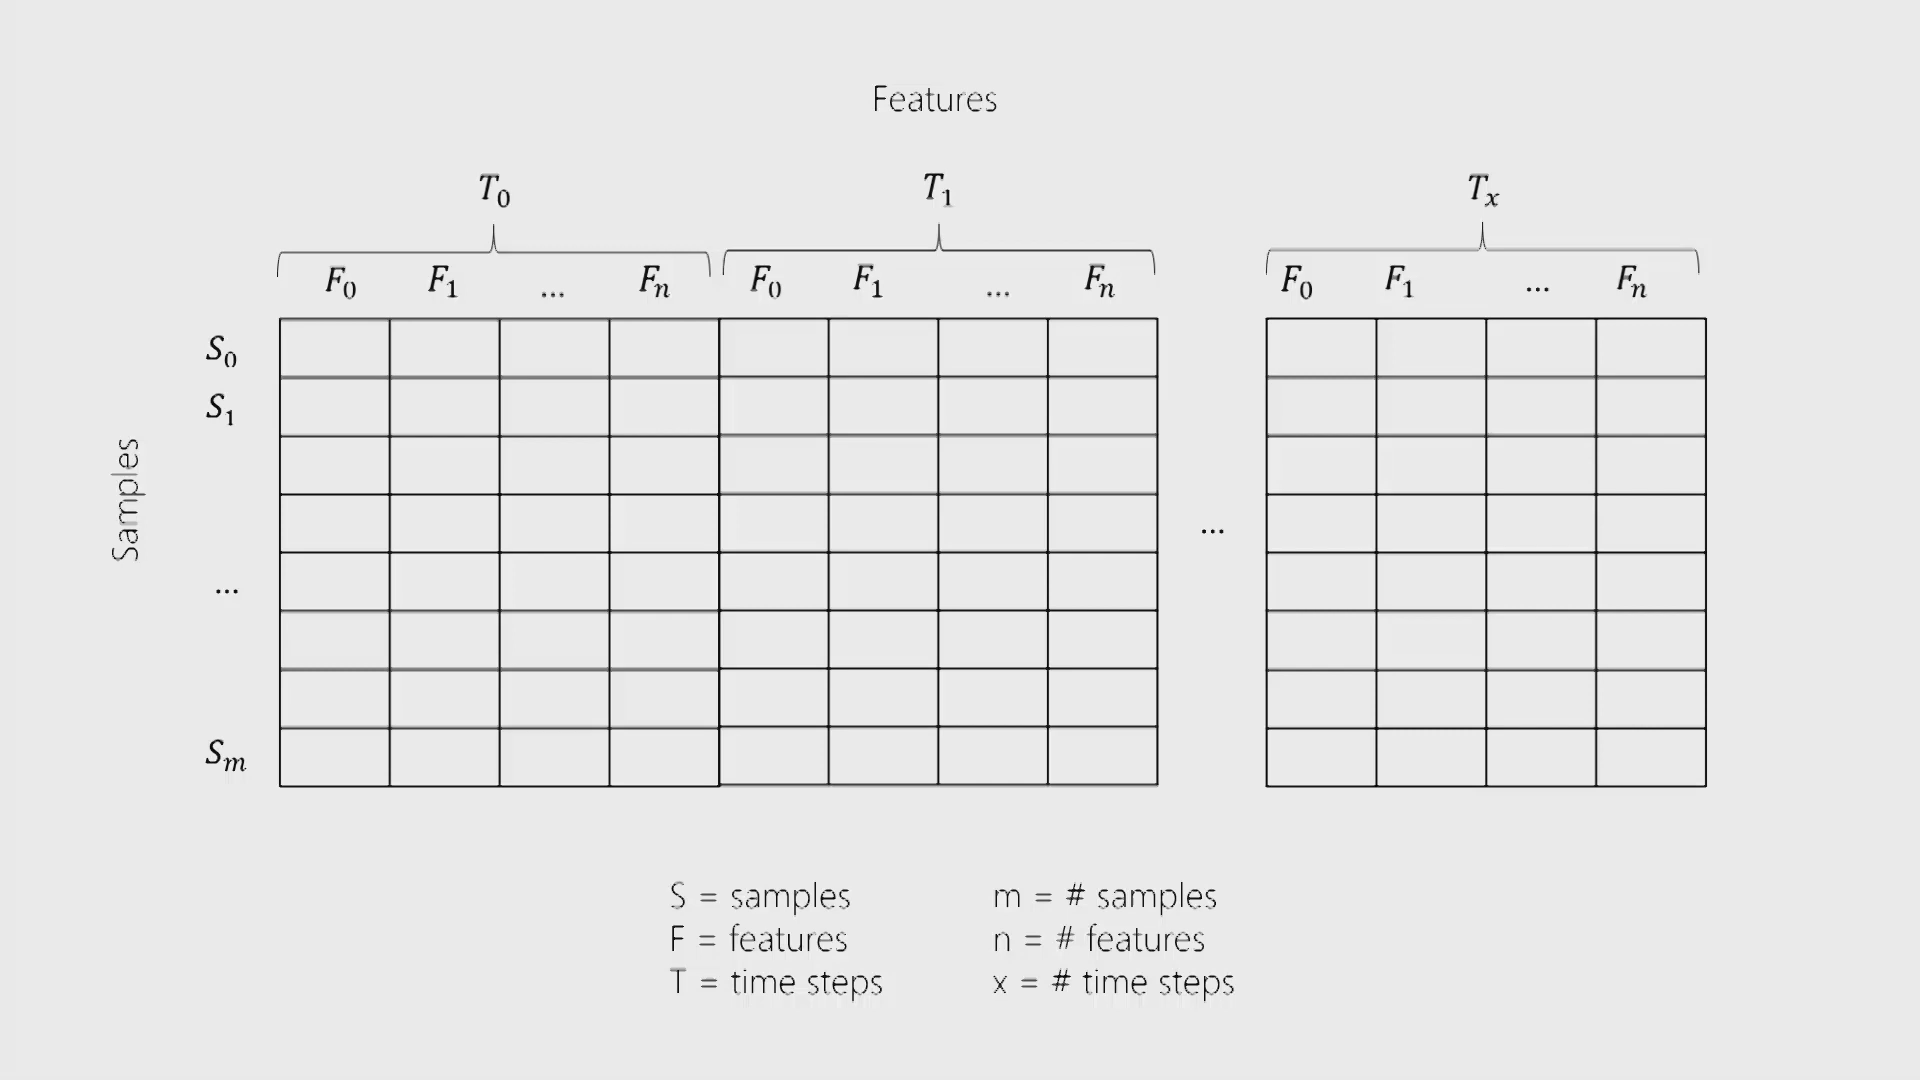 Features
T₀ T₁ Tₓ
F₀ F₁ ... Fₙ F₀ F₁ ... Fₙ F₀ F₁ ... Fₙ
S₀
S₁
Samples
...
...
Sₘ
S = samples m = # samples
F = features n = # features
T = time steps x = # time steps